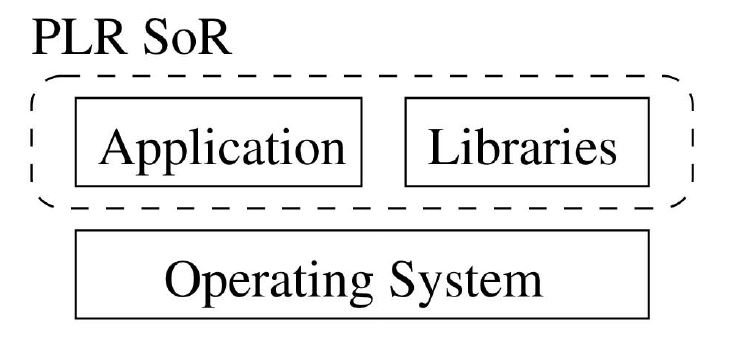 PLR SoR
Application Libraries
Operating System